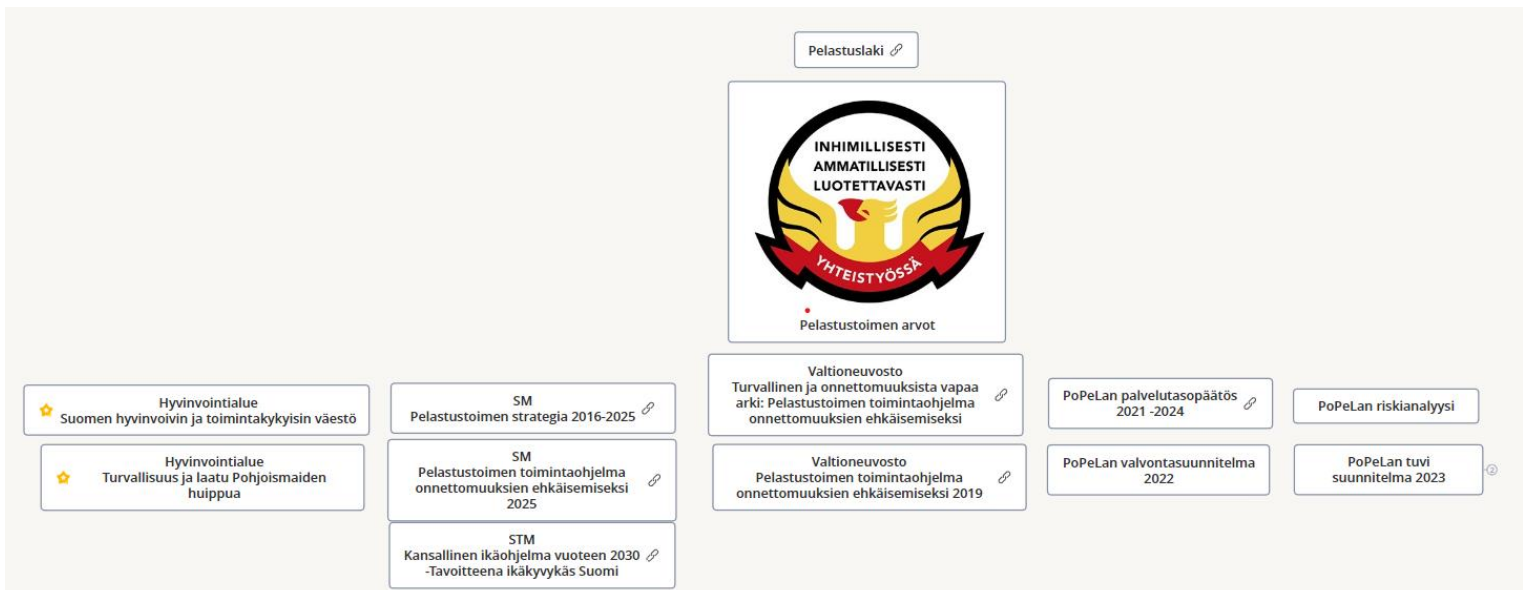 Pelastuslaki
INHIMILLISESTI
AMMATILLISESTI
LUOTETTAVASTI
YHTEISTYÖSSÄ
Pelastustoimen arvot
Hyvinvointialue
Suomen hyvinvoivin ja toimintakykyisin väestö
SM
Pelastustoimen strategia 2016-2025
Valtioneuvosto
Turvallinen ja onnettomuuksista vapaa
arki: Pelastustoimen toimintaohjelma
onnettomuuksien ehkäisemiseksi
PoPeLan palvelutasopäätös
2021 -2024
PoPeLan riskianalyysi
Hyvinvointialue
Turvallisuus ja laatu Pohjoismaiden
huippua
SM
Pelastustoimen toimintaohjelma
onnettomuuksien ehkäisemiseksi
2025
Valtioneuvosto
Pelastustoimen toimintaohjelma
onnettomuuksien ehkäisemiseksi 2019
PoPeLan valvontasuunnitelma
2022
PoPeLan tuvi
suunnitelma 2023
2
STM
Kansallinen ikäohjelma vuoteen 2030
-Tavoitteena ikäkyvykäs Suomi